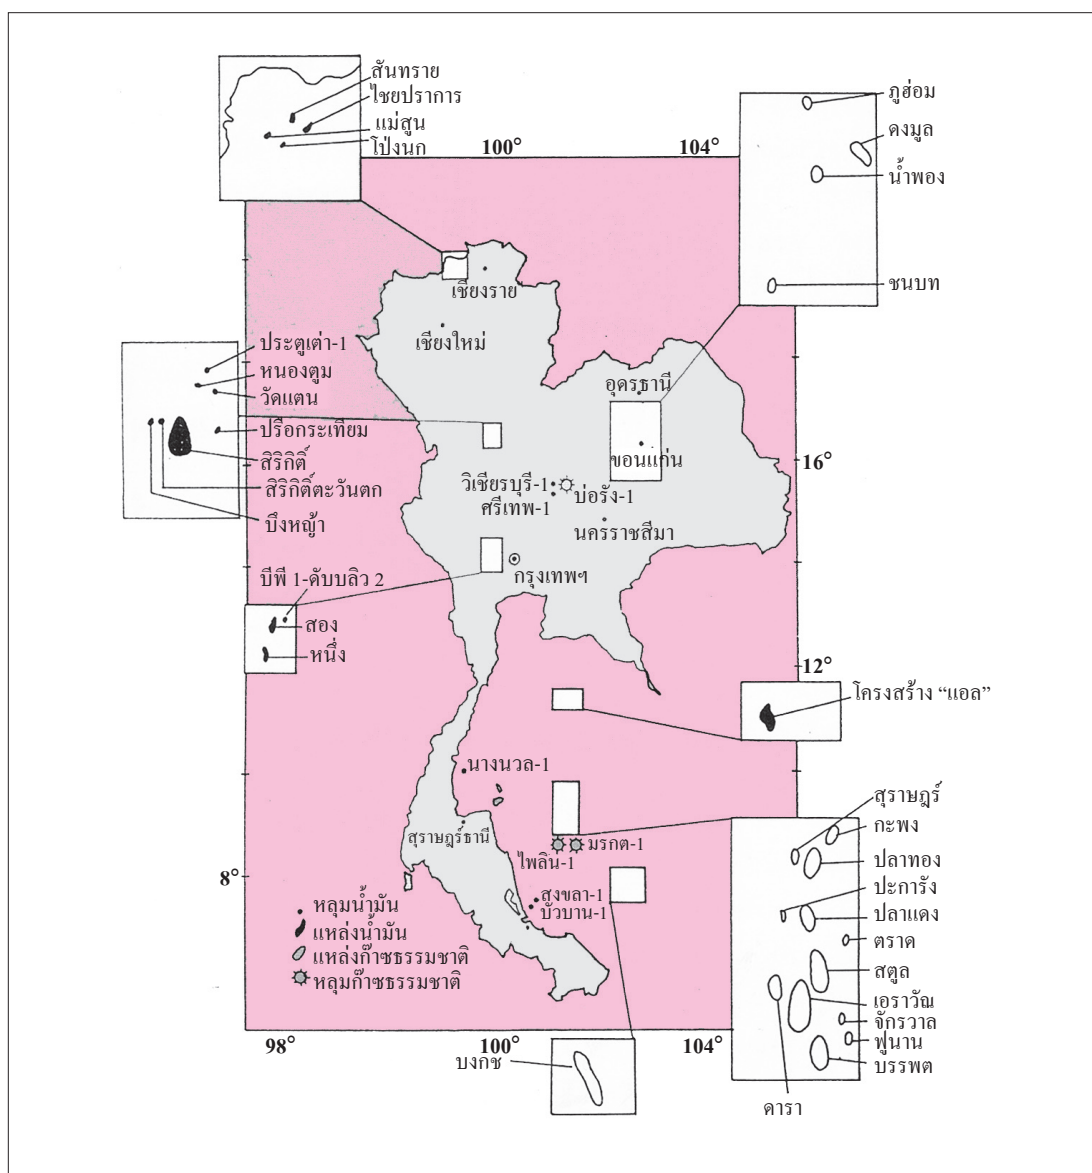 สันทราย
ไชยปราการ
แม่สูน
โป่งนก
100°
104°
ภูฮ่อม
ดงมูล
น้ำพอง
ชนบท
เชียงราย
เชียงใหม่
ประตูเต่า-1
หนองตูม
วัดแตน
ปรือกระเทียม
สิริกิติ์
สิริกิติ์ตะวันตก
บึงหญ้า
อุดรธานี
ขอนแก่น
16°
วิเชียรบุรี-1
ศรีเทพ-1
บ่อรัง-1
นครราชสีมา
กรุงเทพฯ
บีพี 1-ดับบลิว 2
สอง
หนึ่ง
12°
โครงสร้าง “แอล”
นางนวล-1
สุราษฎร์ธานี
ไพลิน-1
มรกต-1
8°
สงขลา-1
บัวบาน-1
หลุมน้ำมัน
แหล่งน้ำมัน
แหล่งก๊าซธรรมชาติ
หลุมก๊าซธรรมชาติ
สุราษฎร์
กะพง
ปลาทอง
ปะการัง
ปลาแดง
ตราด
สตูล
เอราวัณ
จักรวาล
ฟูนาน
บรรพต
ดารา
98°
100°
104°
บงกช